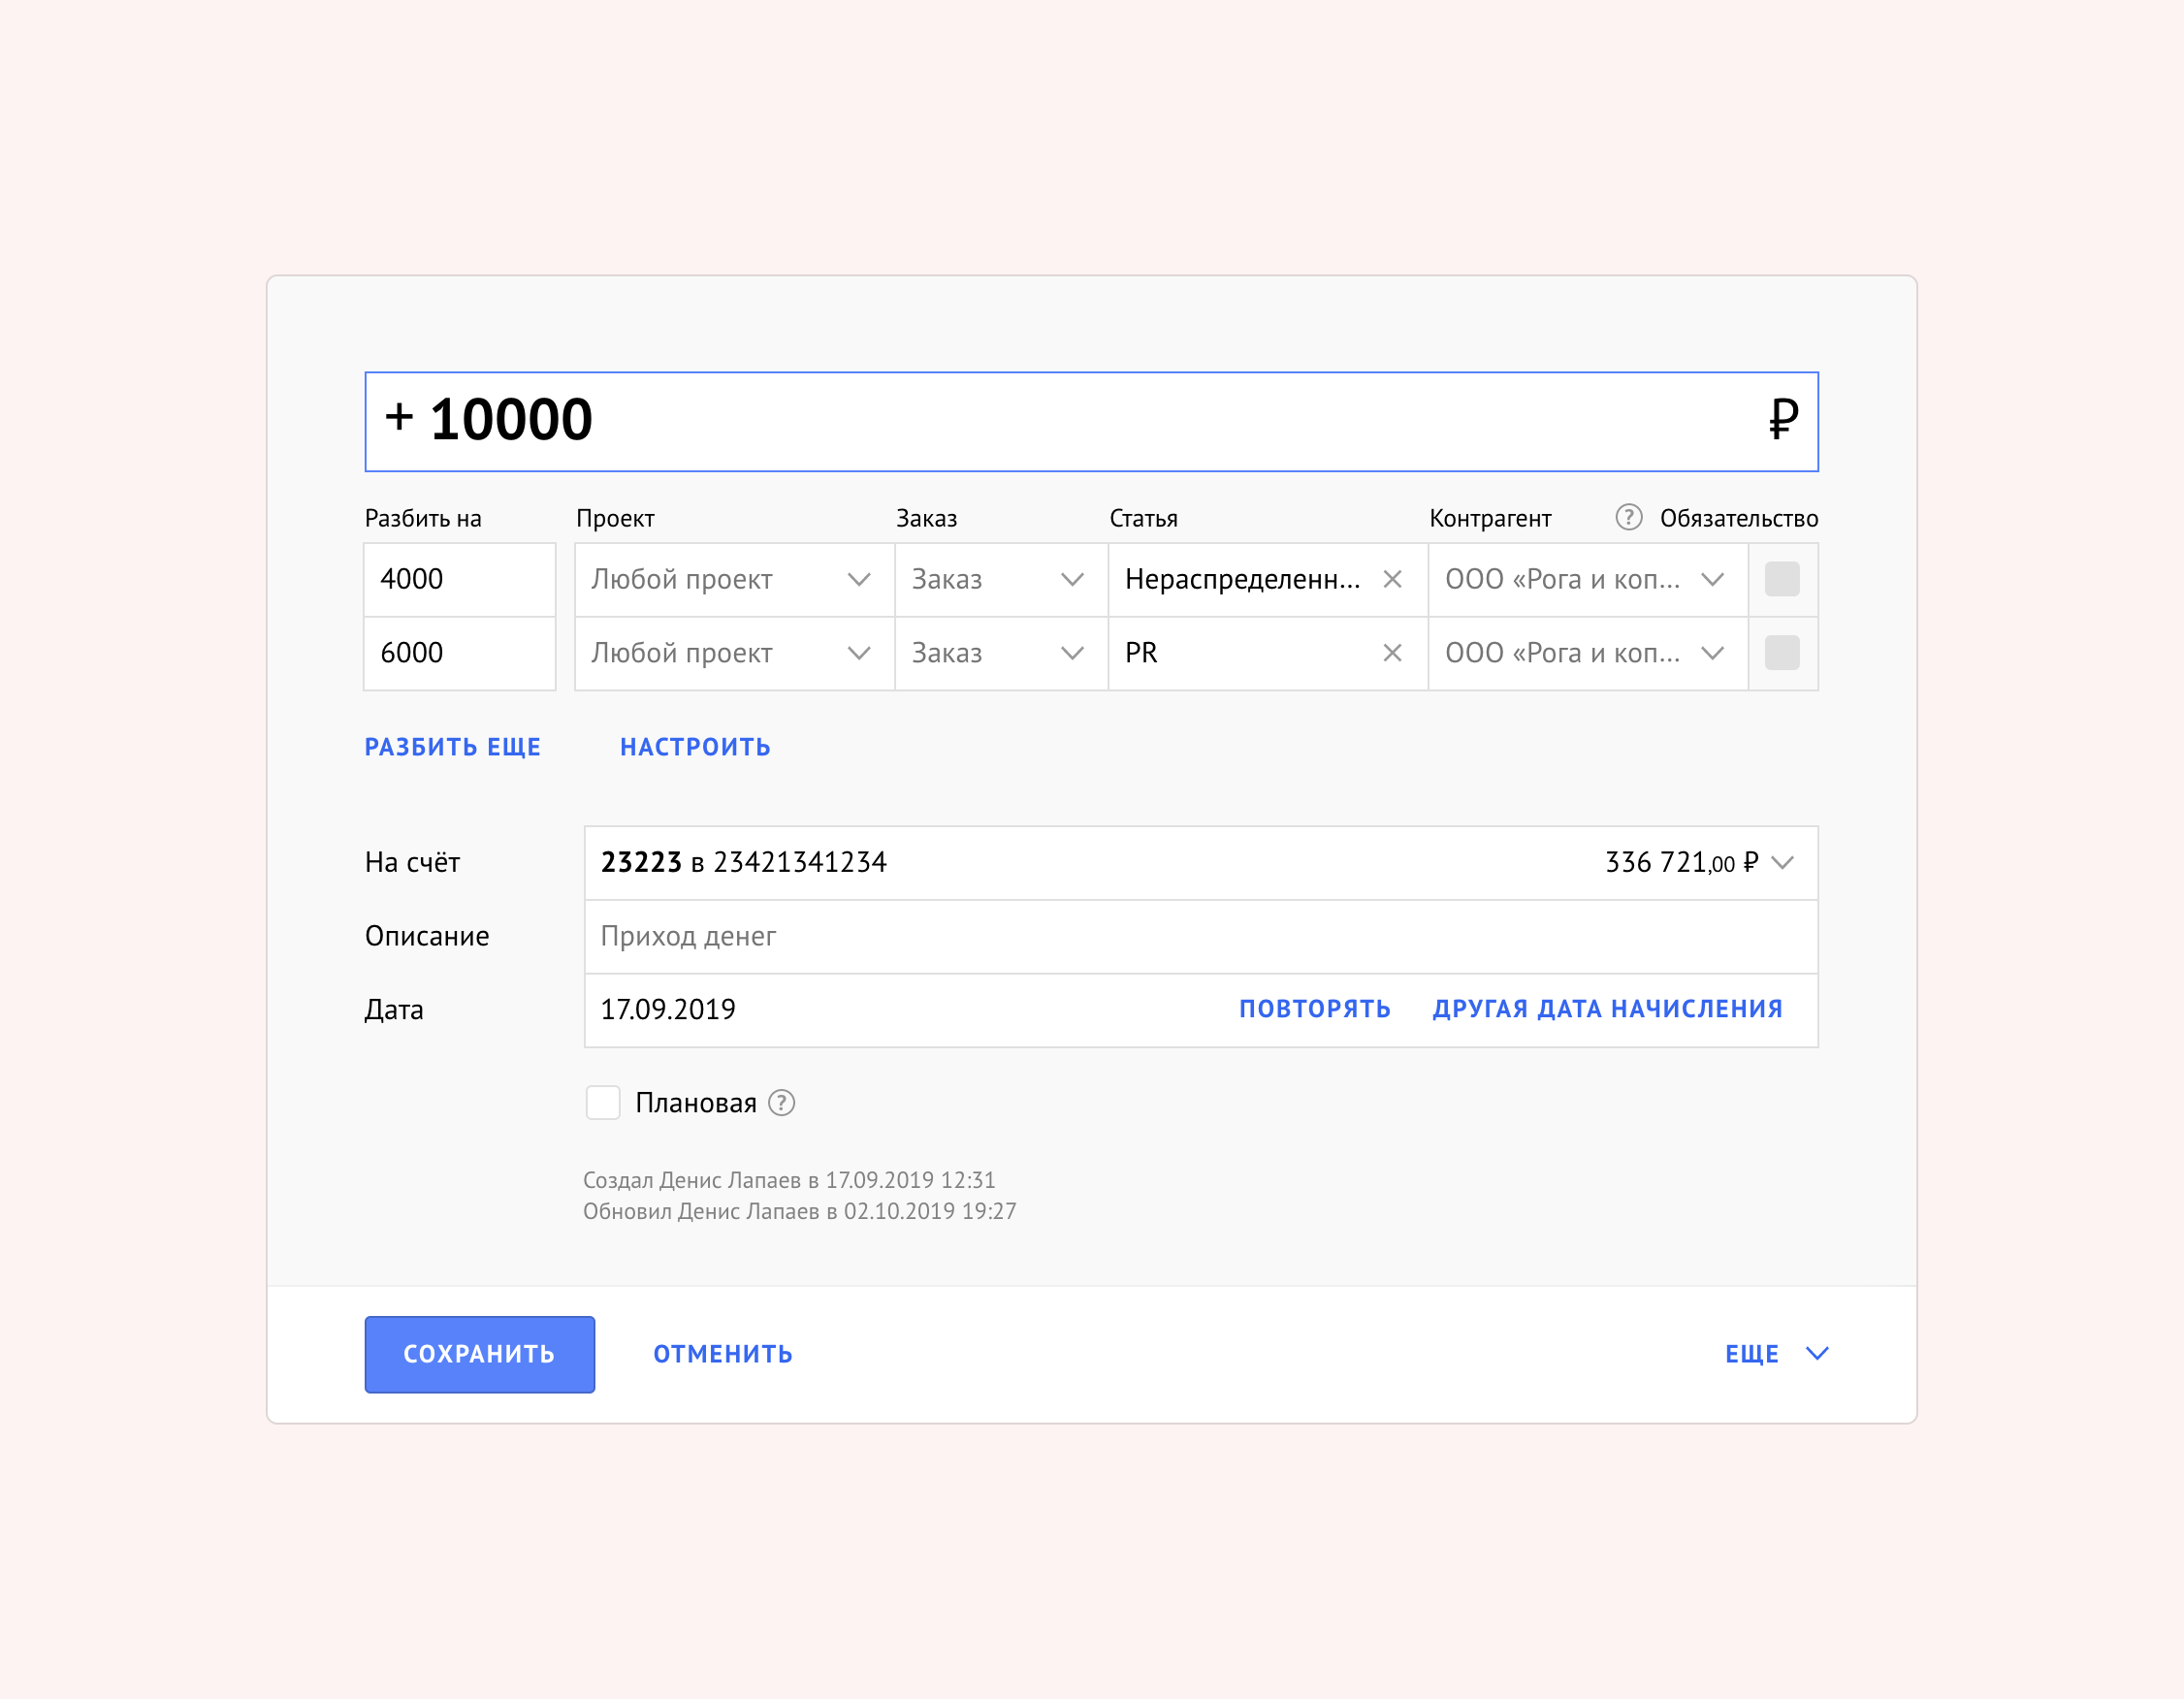 + 10000 ₽
Разбить на Проект Заказ Статья Контрагент ? Обязательство
4000 Любой проект Заказ Нераспределенн... ООО «Рога и коп...
6000 Любой проект Заказ PR ООО «Рога и коп...
РАЗБИТЬ ЕЩЕ НАСТРОИТЬ
На счёт 23223 в 23421341234 336 721,00 ₽
Описание Приход денег
Дата 17.09.2019 ПОВТОРЯТЬ ДРУГАЯ ДАТА НАЧИСЛЕНИЯ
Плановая ?
Создал Денис Лапаев в 17.09.2019 12:31
Обновил Денис Лапаев в 02.10.2019 19:27
СОХРАНИТЬ ОТМЕНИТЬ ЕЩЕ